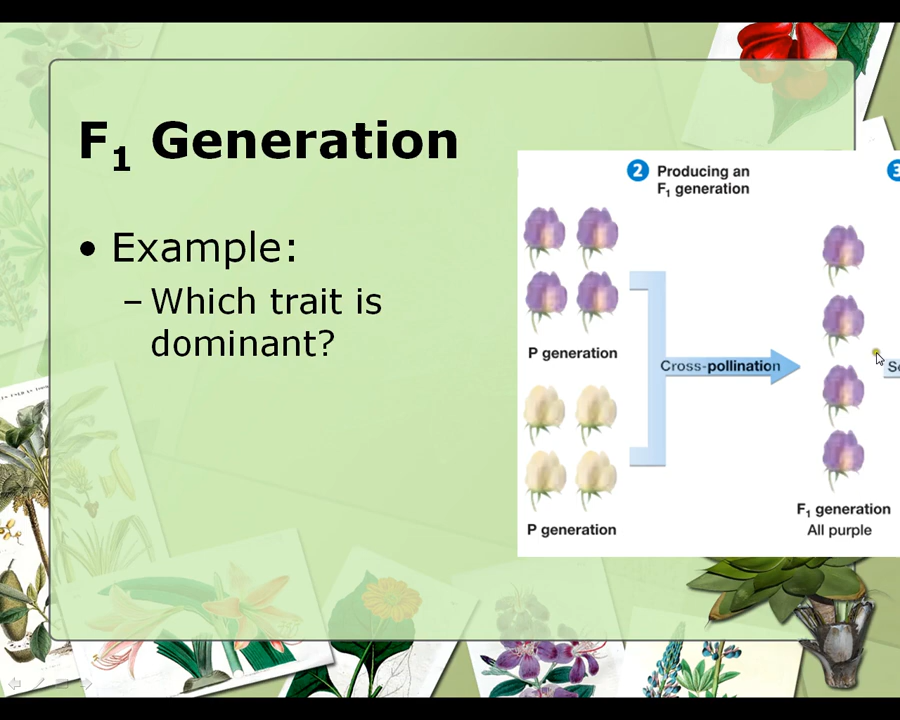 F₁ Generation
• Example:
– Which trait is
dominant?
2 Producing an
F₁ generation
3
P generation
Cross-pollination
P generation
F₁ generation
All purple